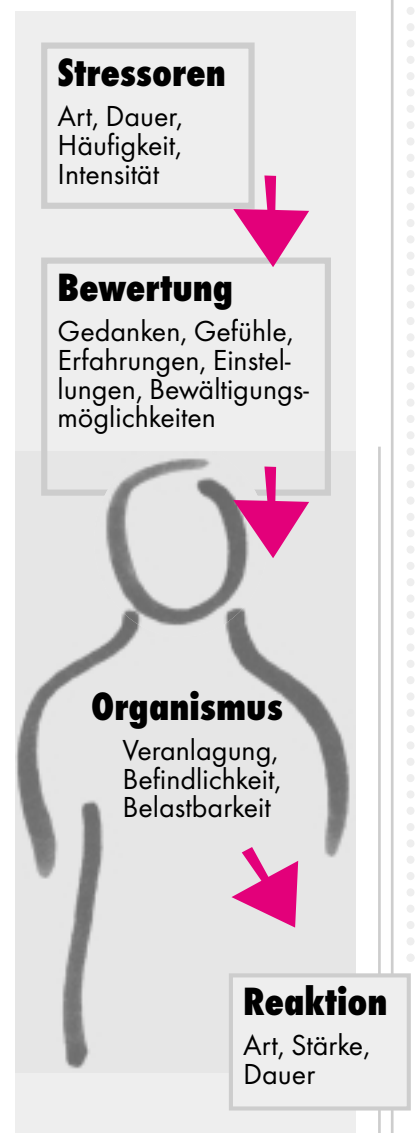 Stressoren
Art, Dauer,
Häufigkeit,
Intensität
Bewertung
Gedanken, Gefühle,
Erfahrungen, Einstel-
lungen, Bewältigungs-
möglichkeiten
Organismus
Veranlagung,
Befindlichkeit,
Belastbarkeit
Reaktion
Art, Stärke,
Dauer